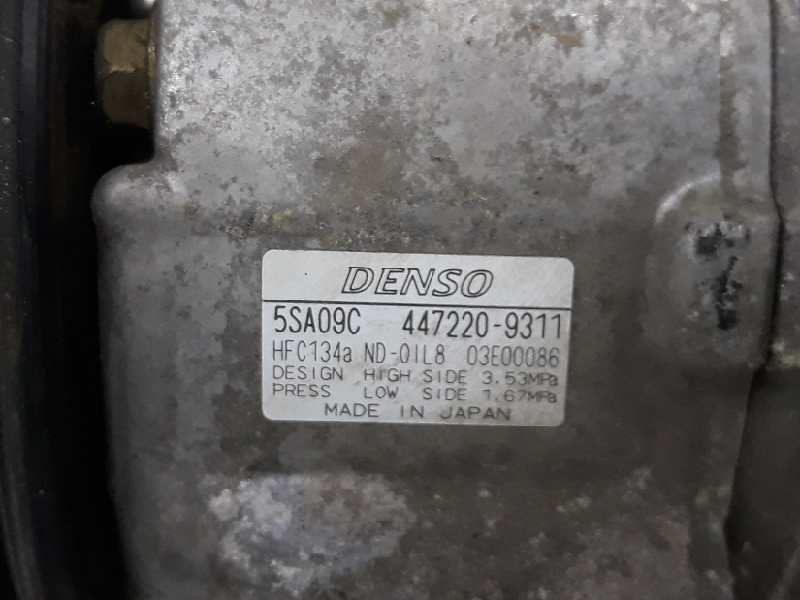 DENSO
5SA09C 447220-9311
HFC134a ND-OIL8 03E00086
DESIGN HIGH SIDE 3.53MPa
PRESS LOW SIDE 1.67MPa
MADE IN JAPAN